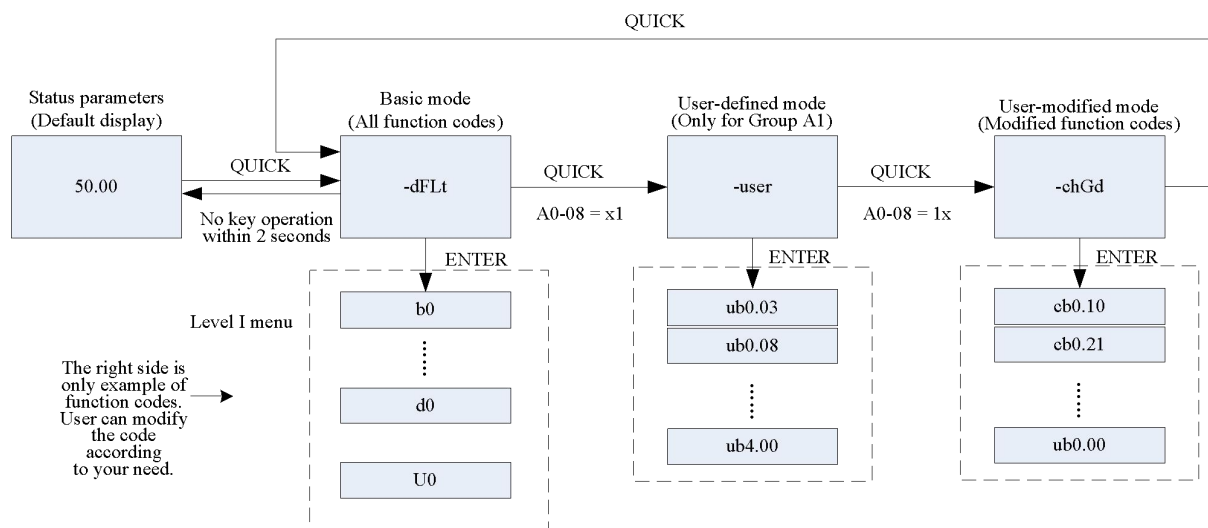 QUICK
Status parameters
(Default display)
Basic mode
(All function codes)
User-defined mode
(Only for Group A1)
User-modified mode
(Modified function codes)
50.00
QUICK
No key operation
within 2 seconds
-dFLt
QUICK
A0-08 = x1
-user
QUICK
A0-08 = 1x
-chGd
ENTER
ENTER
ENTER
Level I menu
The right side is
only example of
function codes.
User can modify
the code
according
to your need.
b0
d0
U0
ub0.03
ub0.08
ub4.00
cb0.10
cb0.21
ub0.00